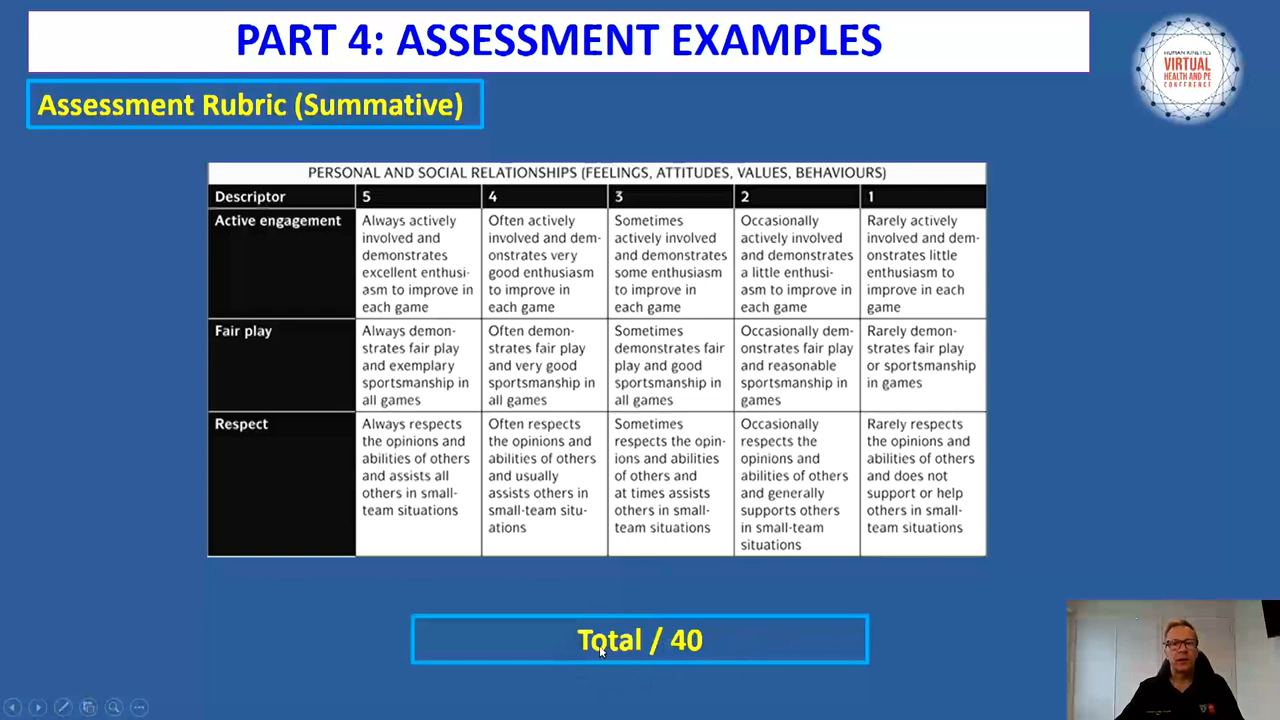 PART 4: ASSESSMENT EXAMPLES
HUMAN KINETICS
VIRTUAL
HEALTH AND PE
CONFERENCE
Assessment Rubric (Summative)
PERSONAL AND SOCIAL RELATIONSHIPS (FEELINGS, ATTITUDES, VALUES, BEHAVIOURS)
Descriptor 5 4 3 2 1
Active engagement
Always actively
involved and
demonstrates
excellent enthusi-
asm to improve in
each game
Often actively
involved and dem-
onstrates very
good enthusiasm
to improve in
each game
Sometimes
actively involved
and demonstrates
some enthusiasm
to improve in
each game
Occasionally
actively involved
and demonstrates
a little enthusi-
asm to improve in
each game
Rarely actively
involved and dem-
onstrates little
enthusiasm to
improve in each
game
Fair play
Always demon-
strates fair play
and exemplary
sportsmanship in
all games
Often demon-
strates fair play
and very good
sportsmanship in
all games
Sometimes
demonstrates fair
play and good
sportsmanship in
all games
Occasionally dem-
onstrates fair play
and reasonable
sportsmanship in
games
Rarely demon-
strates fair play
or sportsmanship
in games
Respect
Always respects
the opinions and
abilities of others
and assists all
others in small-
team situations
Often respects
the opinions and
abilities of others
and usually
assists others in
small-team situ-
ations
Sometimes
respects the opin-
ions and abilities
of others and
at times assists
others in small-
team situations
Occasionally
respects the
opinions and
abilities of others
and generally
supports others
in small-team
situations
Rarely respects
the opinions and
abilities of others
and does not
support or help
others in small-
team situations
Total / 40